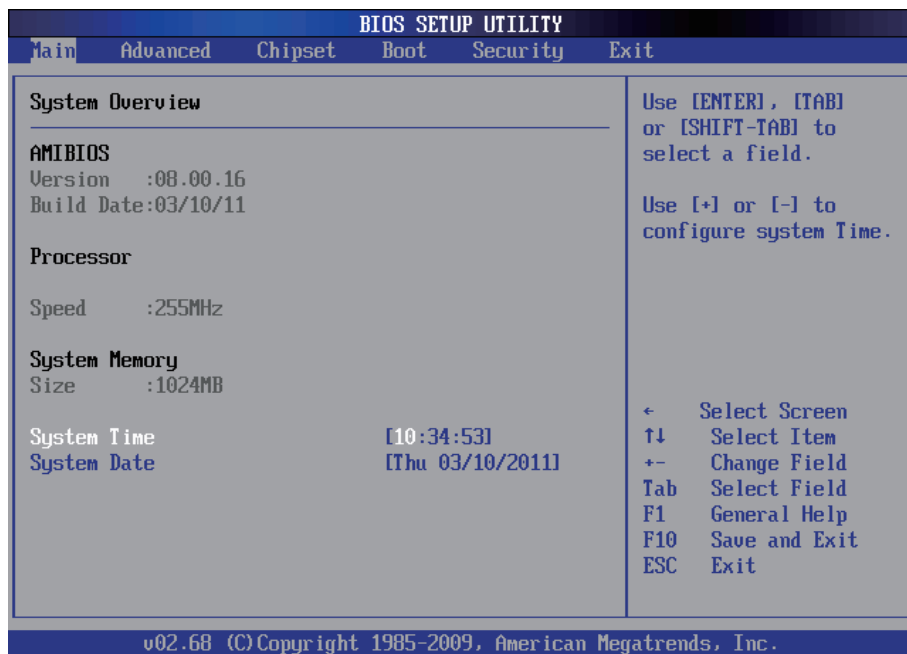 BIOS SETUP UTILITY
Main Advanced Chipset Boot Security Exit
System Overview
AMIBIOS
Version :08.00.16
Build Date:03/10/11
Processor
Speed :255MHz
System Memory
Size :1024MB
System Time [10:34:53]
System Date [Thu 03/10/2011]
Use [ENTER], [TAB]
or [SHIFT-TAB] to
select a field.
Use [+] or [-] to
configure system Time.
← Select Screen
↑↓ Select Item
+- Change Field
Tab Select Field
F1 General Help
F10 Save and Exit
ESC Exit
v02.68 (C)Copyright 1985-2009, American Megatrends, Inc.